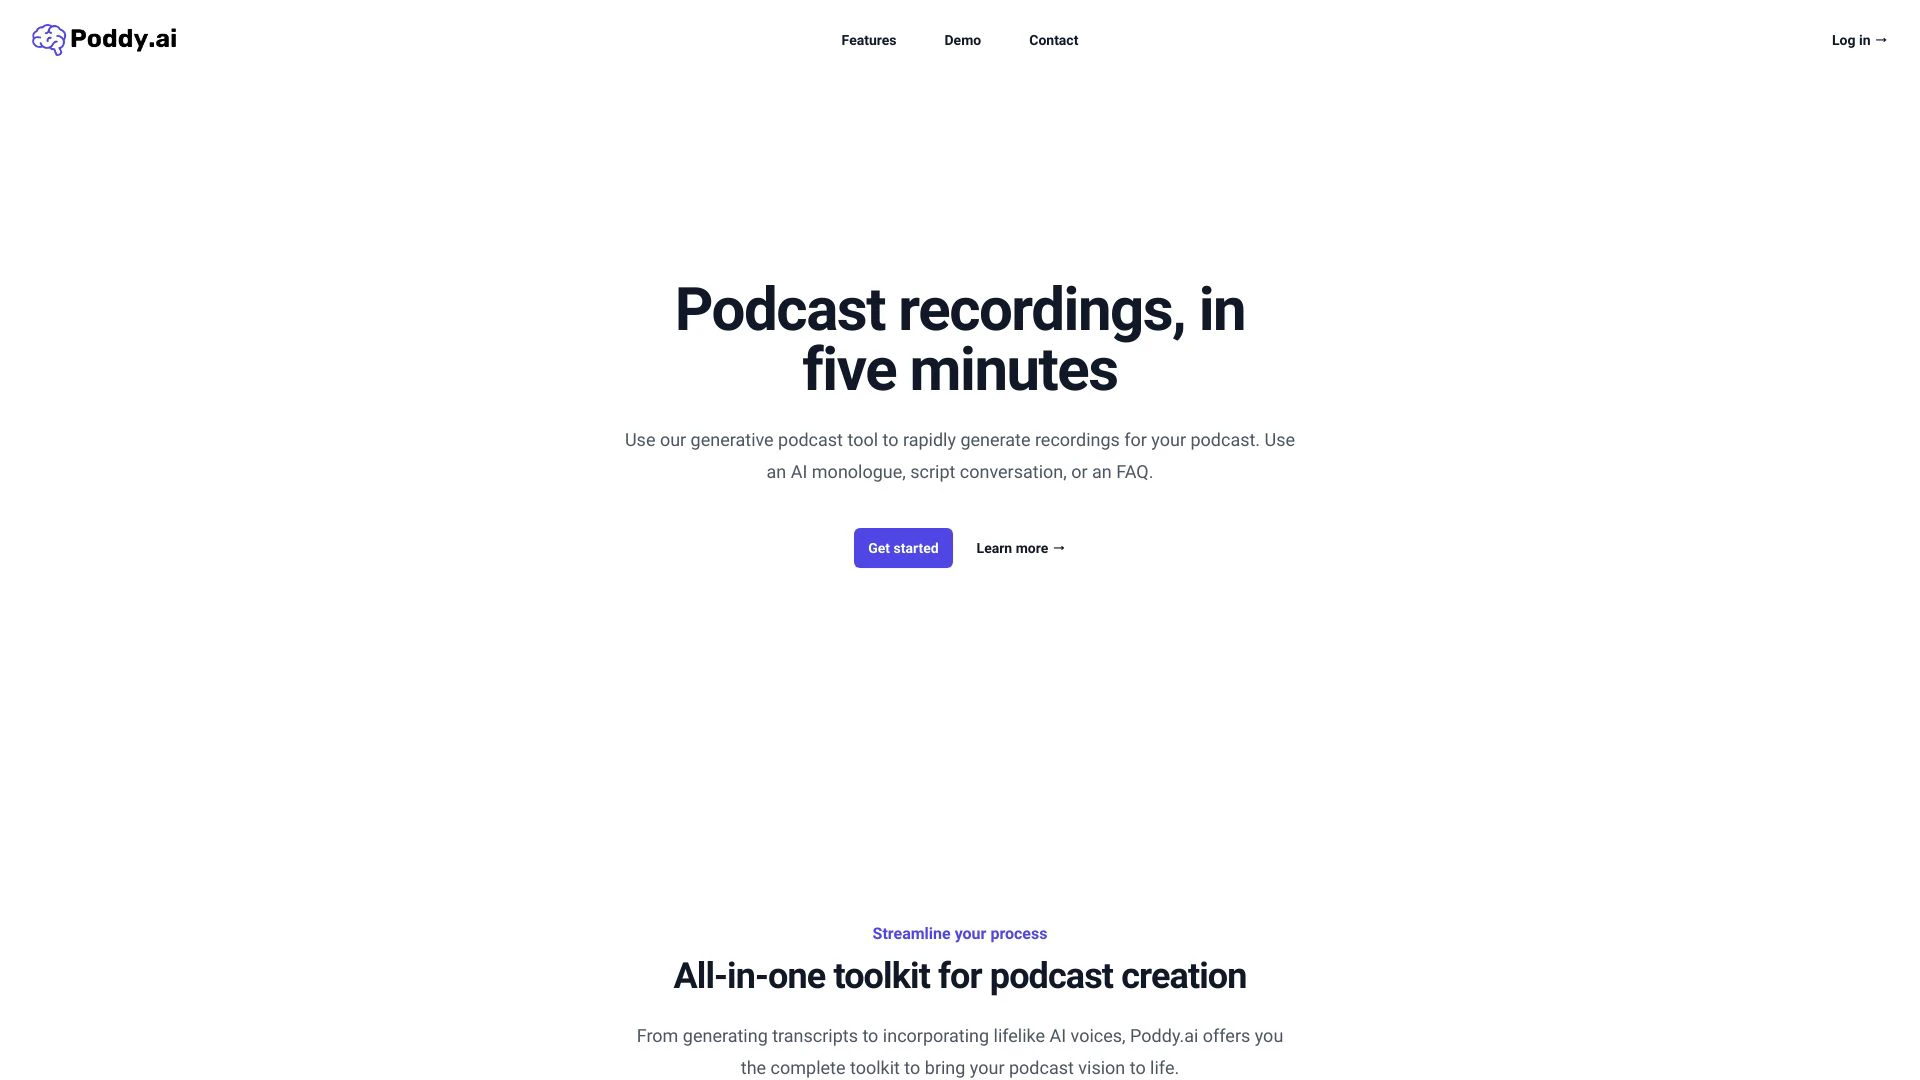 Poddy.ai
Features
Demo
Contact
Log in →
Podcast recordings, in
five minutes
Use our generative podcast tool to rapidly generate recordings for your podcast. Use
an AI monologue, script conversation, or an FAQ.
Get started
Learn more →
Streamline your process
All-in-one toolkit for podcast creation
From generating transcripts to incorporating lifelike AI voices, Poddy.ai offers you
the complete toolkit to bring your podcast vision to life.